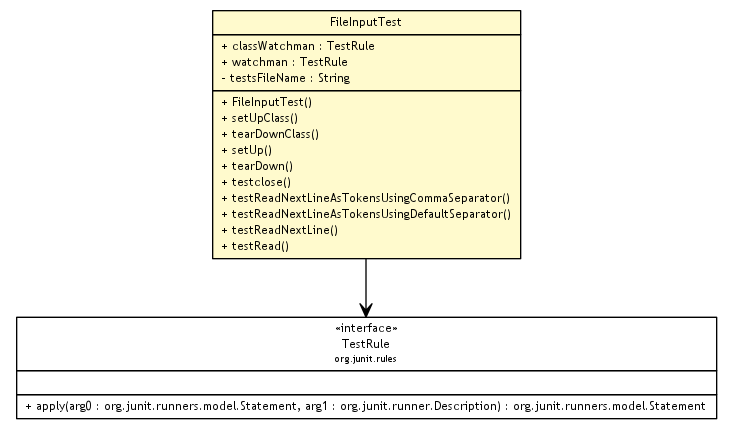 FileInputTest
+ classWatchman : TestRule
+ watchman : TestRule
- testsFileName : String
+ FileInputTest()
+ setUpClass()
+ tearDownClass()
+ setUp()
+ tearDown()
+ testclose()
+ testReadNextLineAsTokensUsingCommaSeparator()
+ testReadNextLineAsTokensUsingDefaultSeparator()
+ testReadNextLine()
+ testRead()
«interface»
TestRule
org.junit.rules
+ apply(arg0 : org.junit.runners.model.Statement, arg1 : org.junit.runner.Description) : org.junit.runners.model.Statement